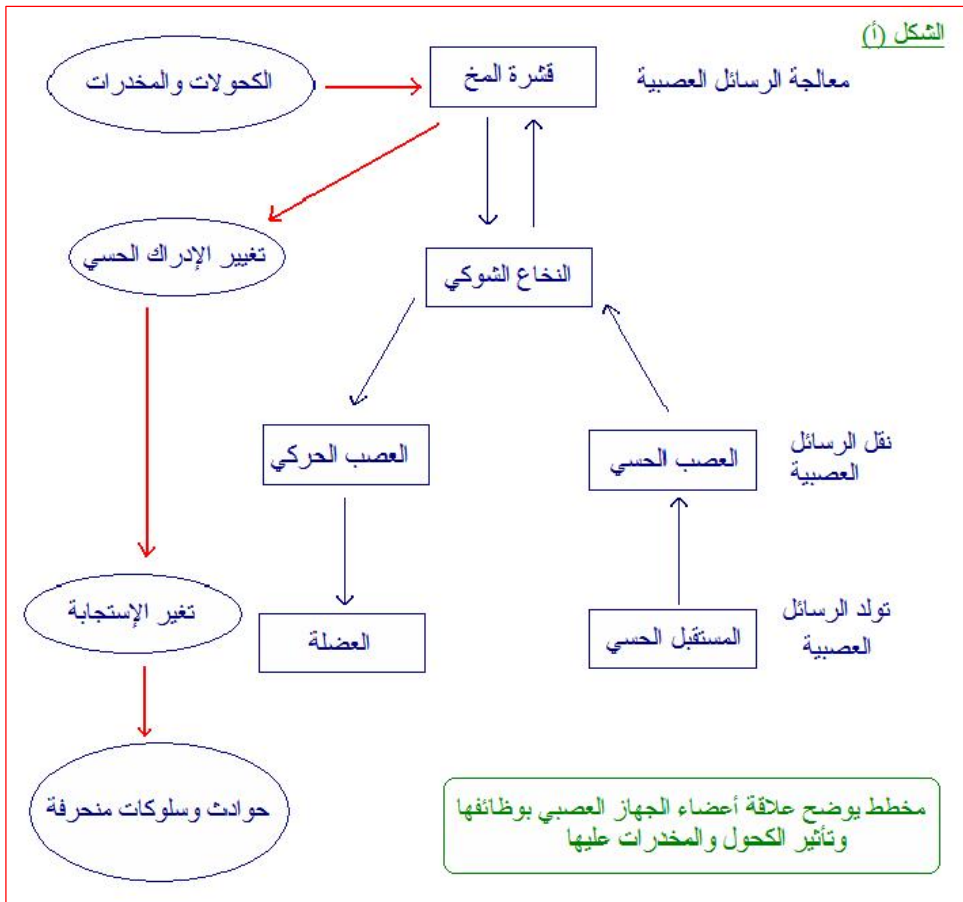 الشكل (أ)
الكحولات والمخدرات
قشرة المخ
معالجة الرسائل العصبية
تغيير الإدراك الحسي
النخاع الشوكي
العصب الحركي
العصب الحسي
نقل الرسائل
العصبية
تغير الإستجابة
العضلة
المستقبل الحسي
تولد الرسائل
العصبية
حوادث وسلوكات منحرفة
مخطط يوضح علاقة أعضاء الجهاز العصبي بوظائفها
وتأثير الكحول والمخدرات عليها